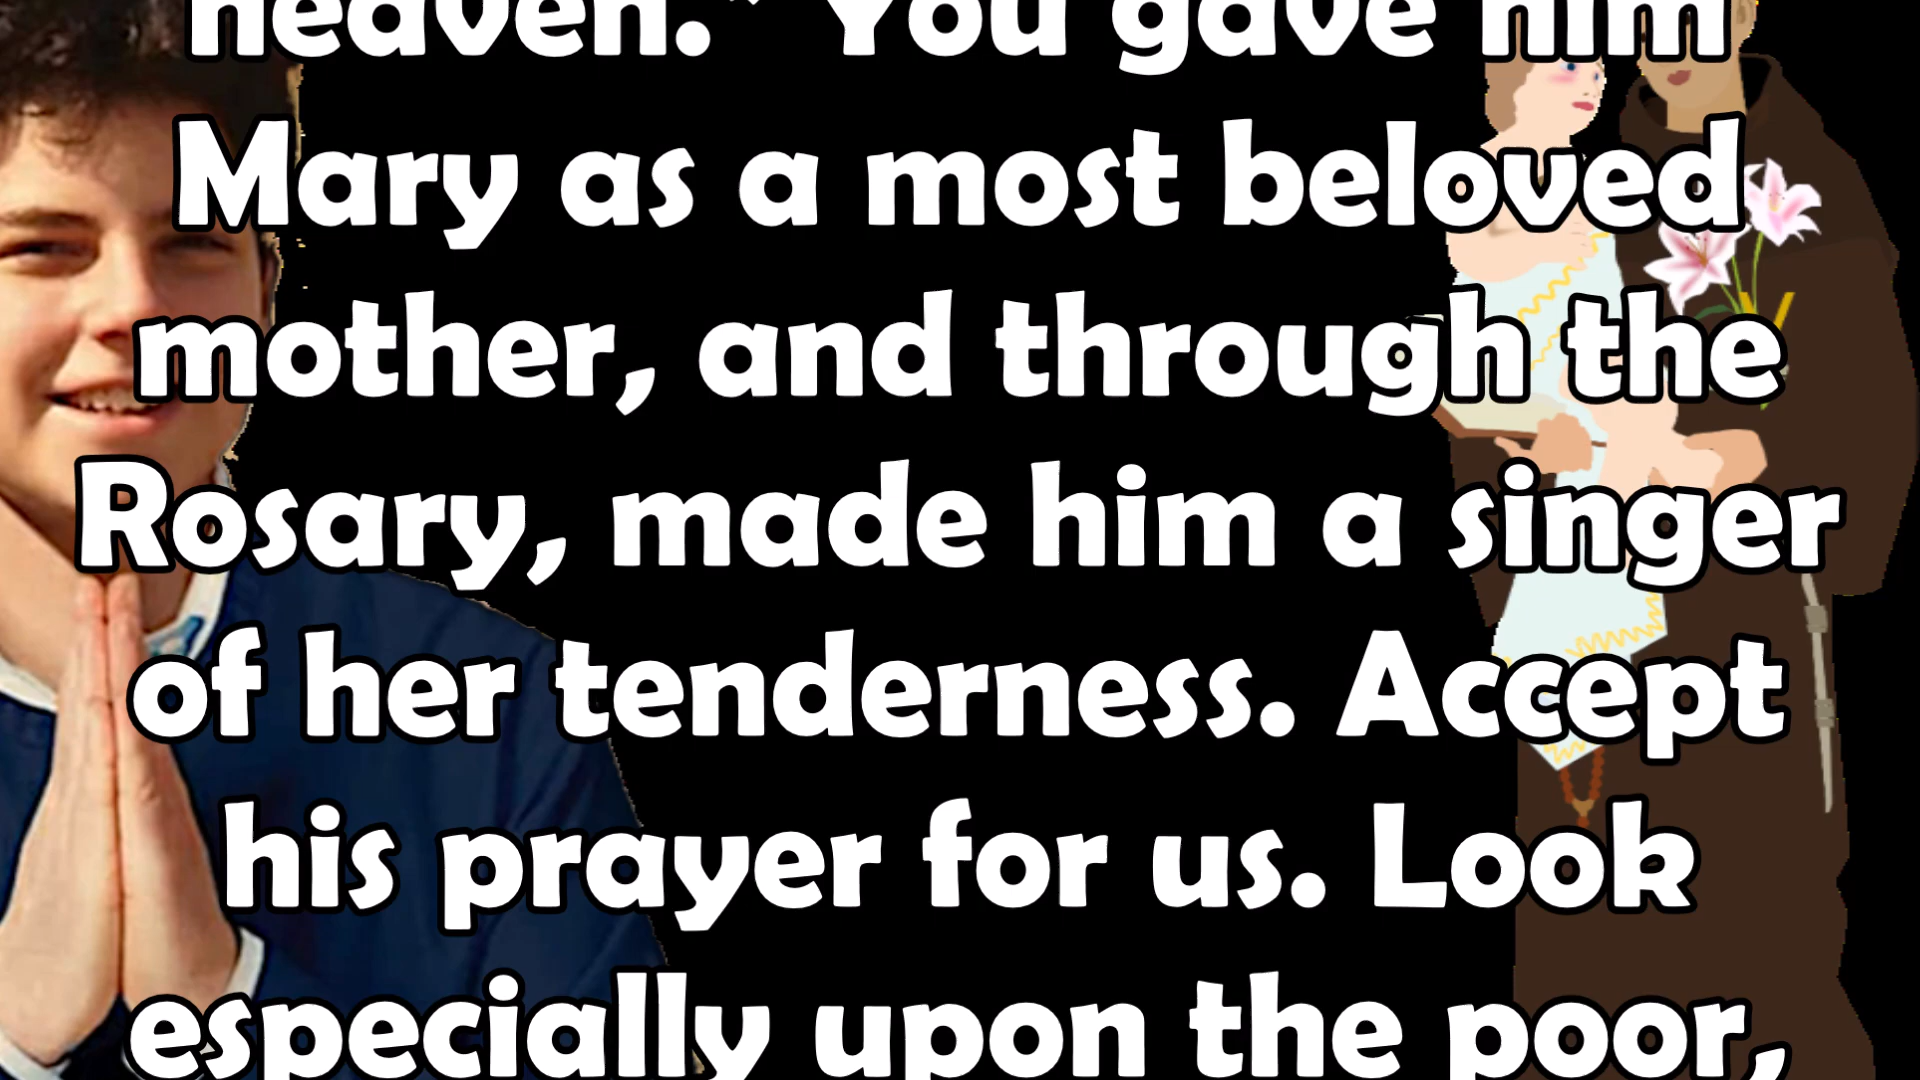 heaven.” You gave him
Mary as a most beloved
mother, and through the
Rosary, made him a singer
of her tenderness. Accept
his prayer for us. Look
especially upon the poor,